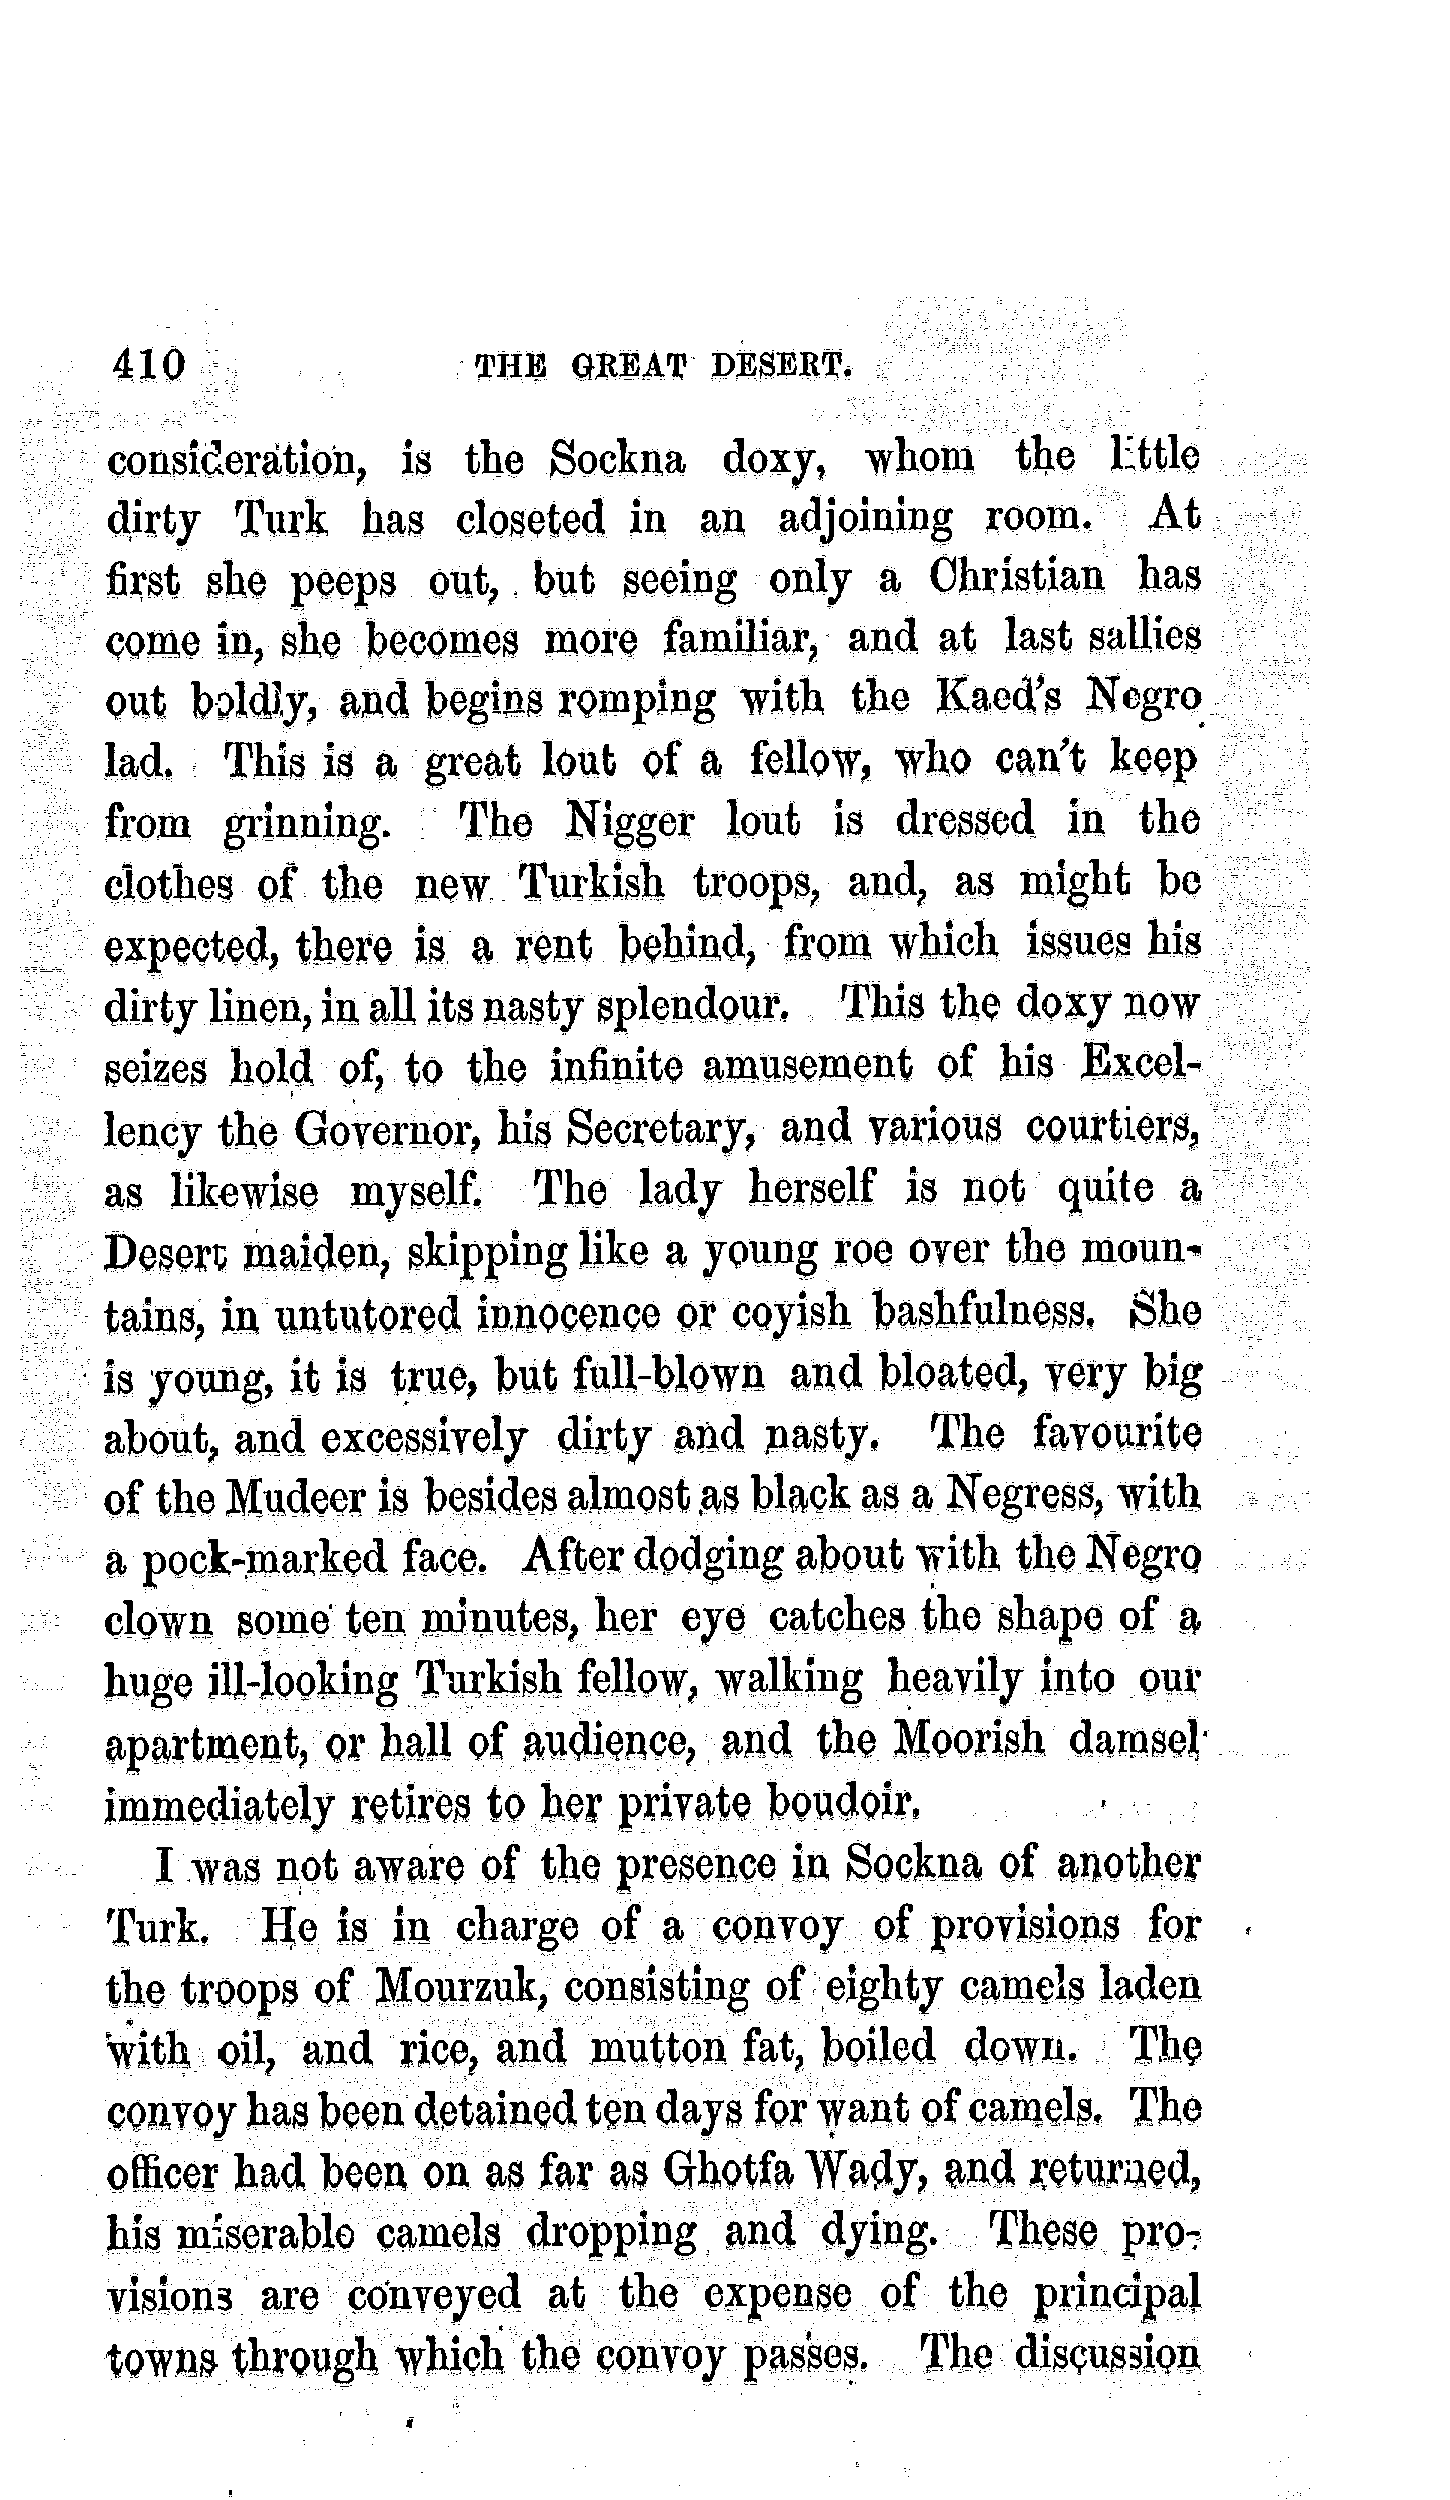 410 THE GREAT DESERT.
consideration, is the Sockna doxy, whom the little
dirty Turk has closeted in an adjoining room. At
first she peeps out, but seeing only a Christian has
come in, she becomes more familiar, and at last sallies
out boldly, and begins romping with the Kaed's Negro
lad. This is a great lout of a fellow, who can't keep
from grinning. The Nigger lout is dressed in the
clothes of the new Turkish troops, and, as might be
expected, there is a rent behind, from which issues his
dirty linen, in all its nasty splendour. This the doxy now
seizes hold of, to the infinite amusement of his Excel-
lency the Governor, his Secretary, and various courtiers,
as likewise myself. The lady herself is not quite a
Desert maiden, skipping like a young roe over the moun-
tains, in untutored innocence or coyish bashfulness. She
is young, it is true, but full-blown and bloated, very big
about, and excessively dirty and nasty. The favourite
of the Mudeer is besides almost as black as a Negress, with
a pock-marked face. After dodging about with the Negro
clown some ten minutes, her eye catches the shape of a
huge ill-looking Turkish fellow, walking heavily into our
apartment, or hall of audience, and the Moorish damsel
immediately retires to her private boudoir.
I was not aware of the presence in Sockna of another
Turk. He is in charge of a convoy of provisions for
the troops of Mourzuk, consisting of eighty camels laden
with oil, and rice, and mutton fat, boiled down. The
convoy has been detained ten days for want of camels. The
officer had been on as far as Ghotfa Wady, and returned,
his miserable camels dropping and dying. These pro-
visions are conveyed at the expense of the principal
towns through which the convoy passes. The discussion